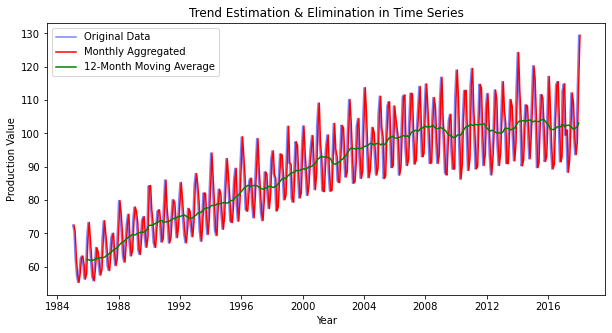 Trend Estimation & Elimination in Time Series
Original Data
Monthly Aggregated
12-Month Moving Average
Production Value
130
120
110
100
90
80
70
60
1984
1988
1992
1996
2000
2004
2008
2012
2016
Year